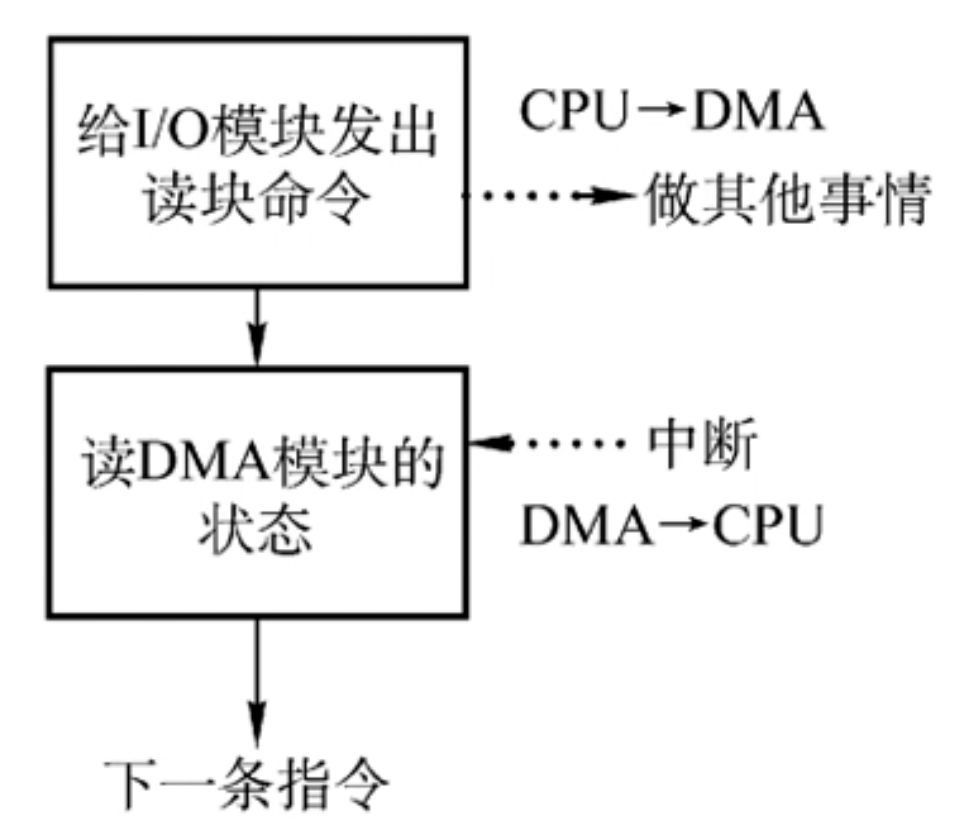 给I/O模块发出
读块命令
CPU→DMA
做其他事情
读DMA模块的
状态
中断
DMA→CPU
下一条指令